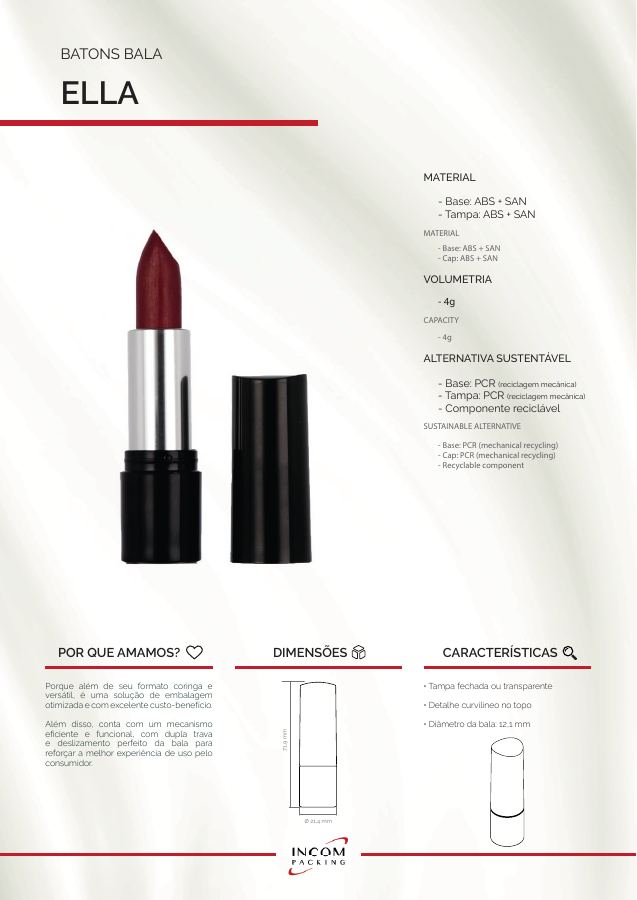 BATONS BALA
ELLA
MATERIAL
- Base: ABS + SAN
- Tampa: ABS + SAN
MATERIAL
- Base: ABS + SAN
- Cap: ABS + SAN
VOLUMETRIA
- 4g
CAPACITY
- 4g
ALTERNATIVA SUSTENTÁVEL
- Base: PCR (reciclagem mecânica)
- Tampa: PCR (reciclagem mecânica)
- Componente reciclável
SUSTAINABLE ALTERNATIVE
- Base: PCR (mechanical recycling)
- Cap: PCR (mechanical recycling)
- Recyclable component
POR QUE AMAMOS?
Porque além de seu formato coringa e
versátil, é uma solução de embalagem
otimizada e com excelente custo-benefício.
Além disso, conta com um mecanismo
eficiente e funcional, com dupla trava
e deslizamento perfeito da bala para
reforçar a melhor experiência de uso pelo
consumidor.
DIMENSÕES
71,9 mm
Ø 21,4 mm
CARACTERÍSTICAS
• Tampa fechada ou transparente
• Detalhe curvilíneo no topo
• Diâmetro da bala: 12.1 mm
INCOM
PACKING